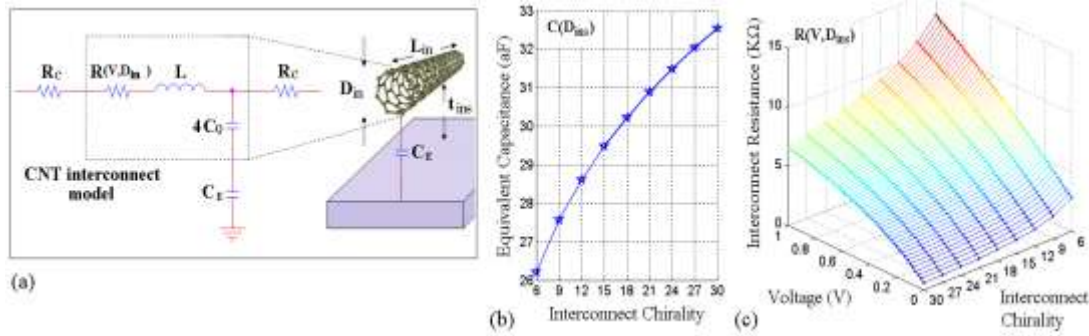 R_C R(V,D_in) L R_C
4C_Q
C_E
CNT interconnect
model
L_in
D_in
t_ins
C_E
(a)
C(D_ins)
Equivalent Capacitance (aF)
33
32
31
30
29
28
27
26
6 9 12 15 18 21 24 27 30
Interconnect Chirality
(b)
R(V,D_ins)
Interconnect Resistance (KΩ)
15
10
5
0
1
0.8
0.6
0.4
0.2
0
Voltage (V)
30 27 24 21 18 15 12 9 6
Interconnect
Chirality
(c)